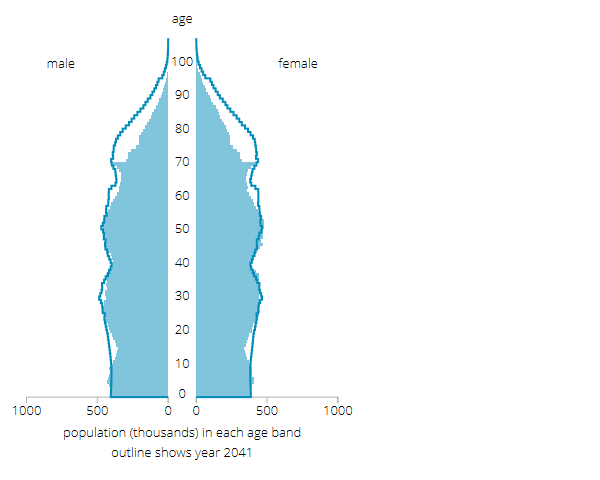 age
male
female
100
90
80
70
60
50
40
30
20
10
0
1000 500 0 0 500 1000
population (thousands) in each age band
outline shows year 2041